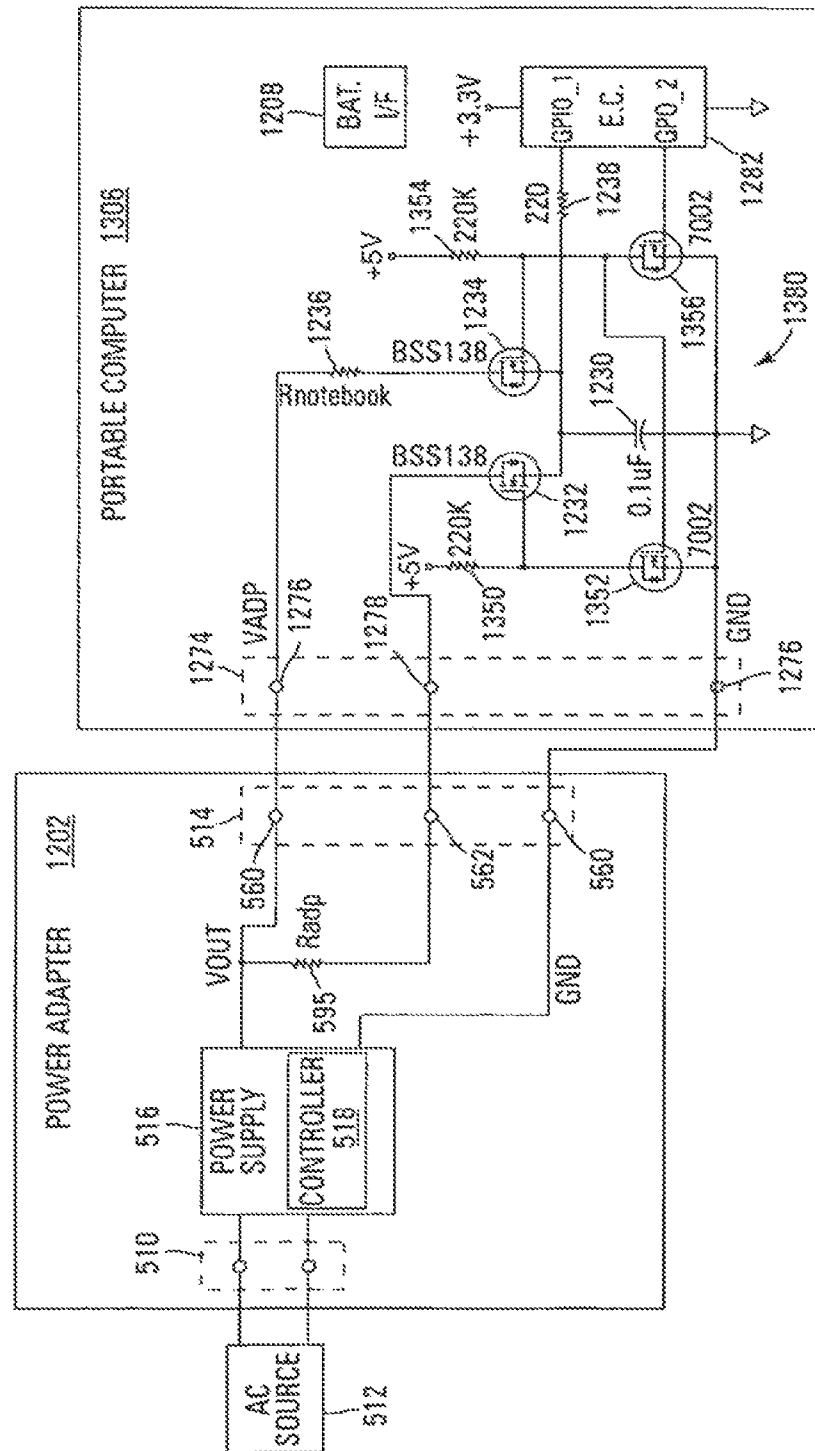 POWER ADAPTER 1202
AC
SOURCE
512
510
516
POWER
SUPPLY
CONTROLLER
518
VOUT
Radp
595
GND
514
560
562
560
PORTABLE COMPUTER 1306
1274
VADP
1276
1278
GND
1276
Rnotebook
1236
+5V
220K
1350
BSS138
1232
BSS138
1234
+5V
220K
1354
1352
7002
0.1uF
1230
220
1238
1356
7002
1380
1208
BAT.
I/F
+3.3V
GPIO_1
E.C.
GPO_2
1282